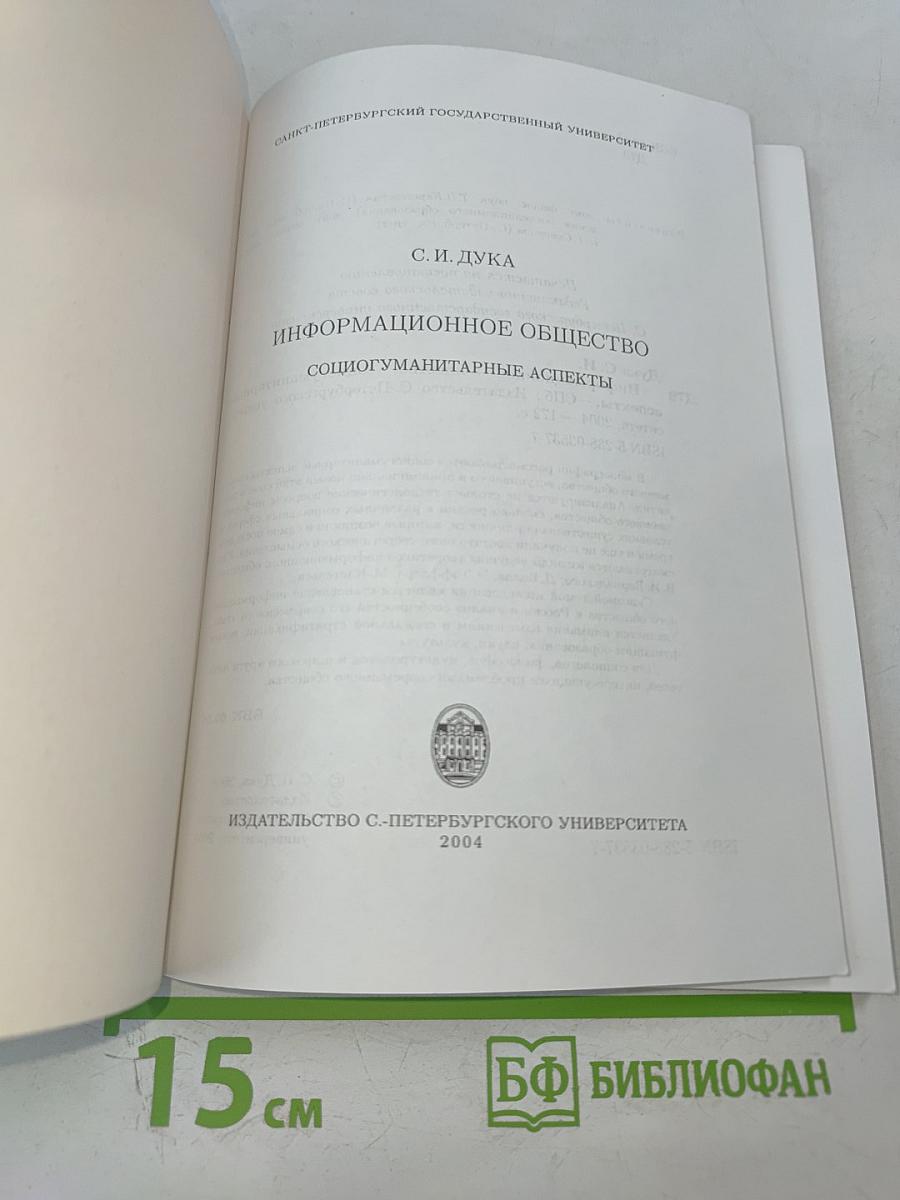 САНКТ-ПЕТЕРБУРГСКИЙ ГОСУДАРСТВЕННЫЙ УНИВЕРСИТЕТ
С. И. ДУКА
ИНФОРМАЦИОННОЕ ОБЩЕСТВО
СОЦИОГУМАНИТАРНЫЕ АСПЕКТЫ
ИЗДАТЕЛЬСТВО С.-ПЕТЕРБУРГСКОГО УНИВЕРСИТЕТА
2004
15 см
БФ БИБЛИОФАН